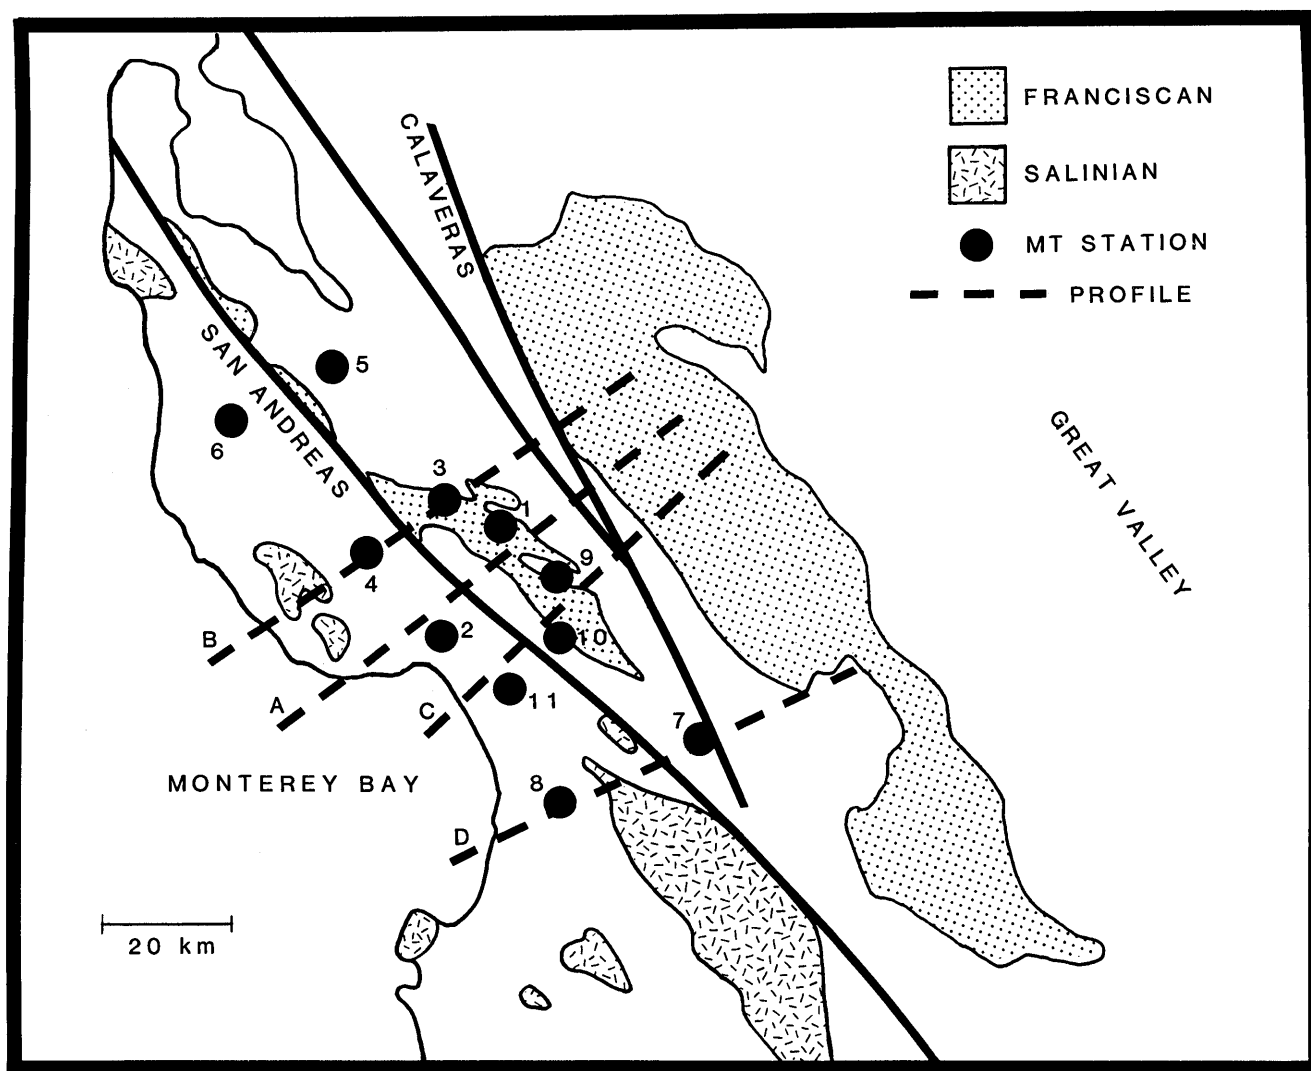 FRANCISCAN
SALINIAN
MT STATION
PROFILE
CALAVERAS
SAN ANDREAS
GREAT VALLEY
5
6
3
1
4
9
2
10
11
7
8
B
A
C
D
MONTEREY BAY
20 km